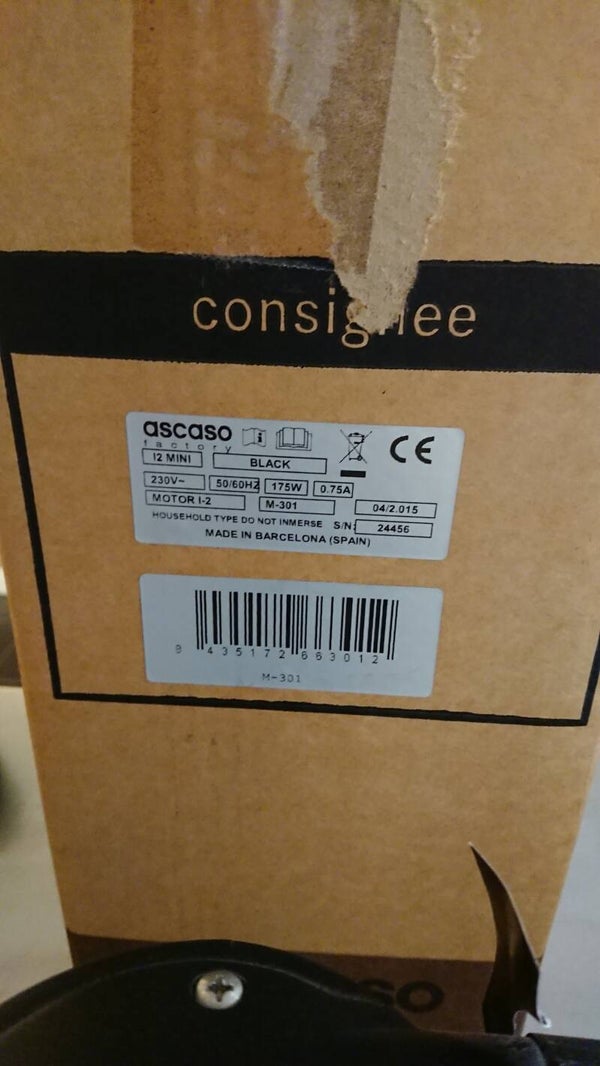 consignee
ascaso
factory
I2 MINI BLACK
230V~ 50/60HZ 175W 0.75A
MOTOR I-2 M-301 04/2.015
HOUSEHOLD TYPE DO NOT INMERSE S/N: 24456
MADE IN BARCELONA (SPAIN)
8 435172 663012
M-301
so